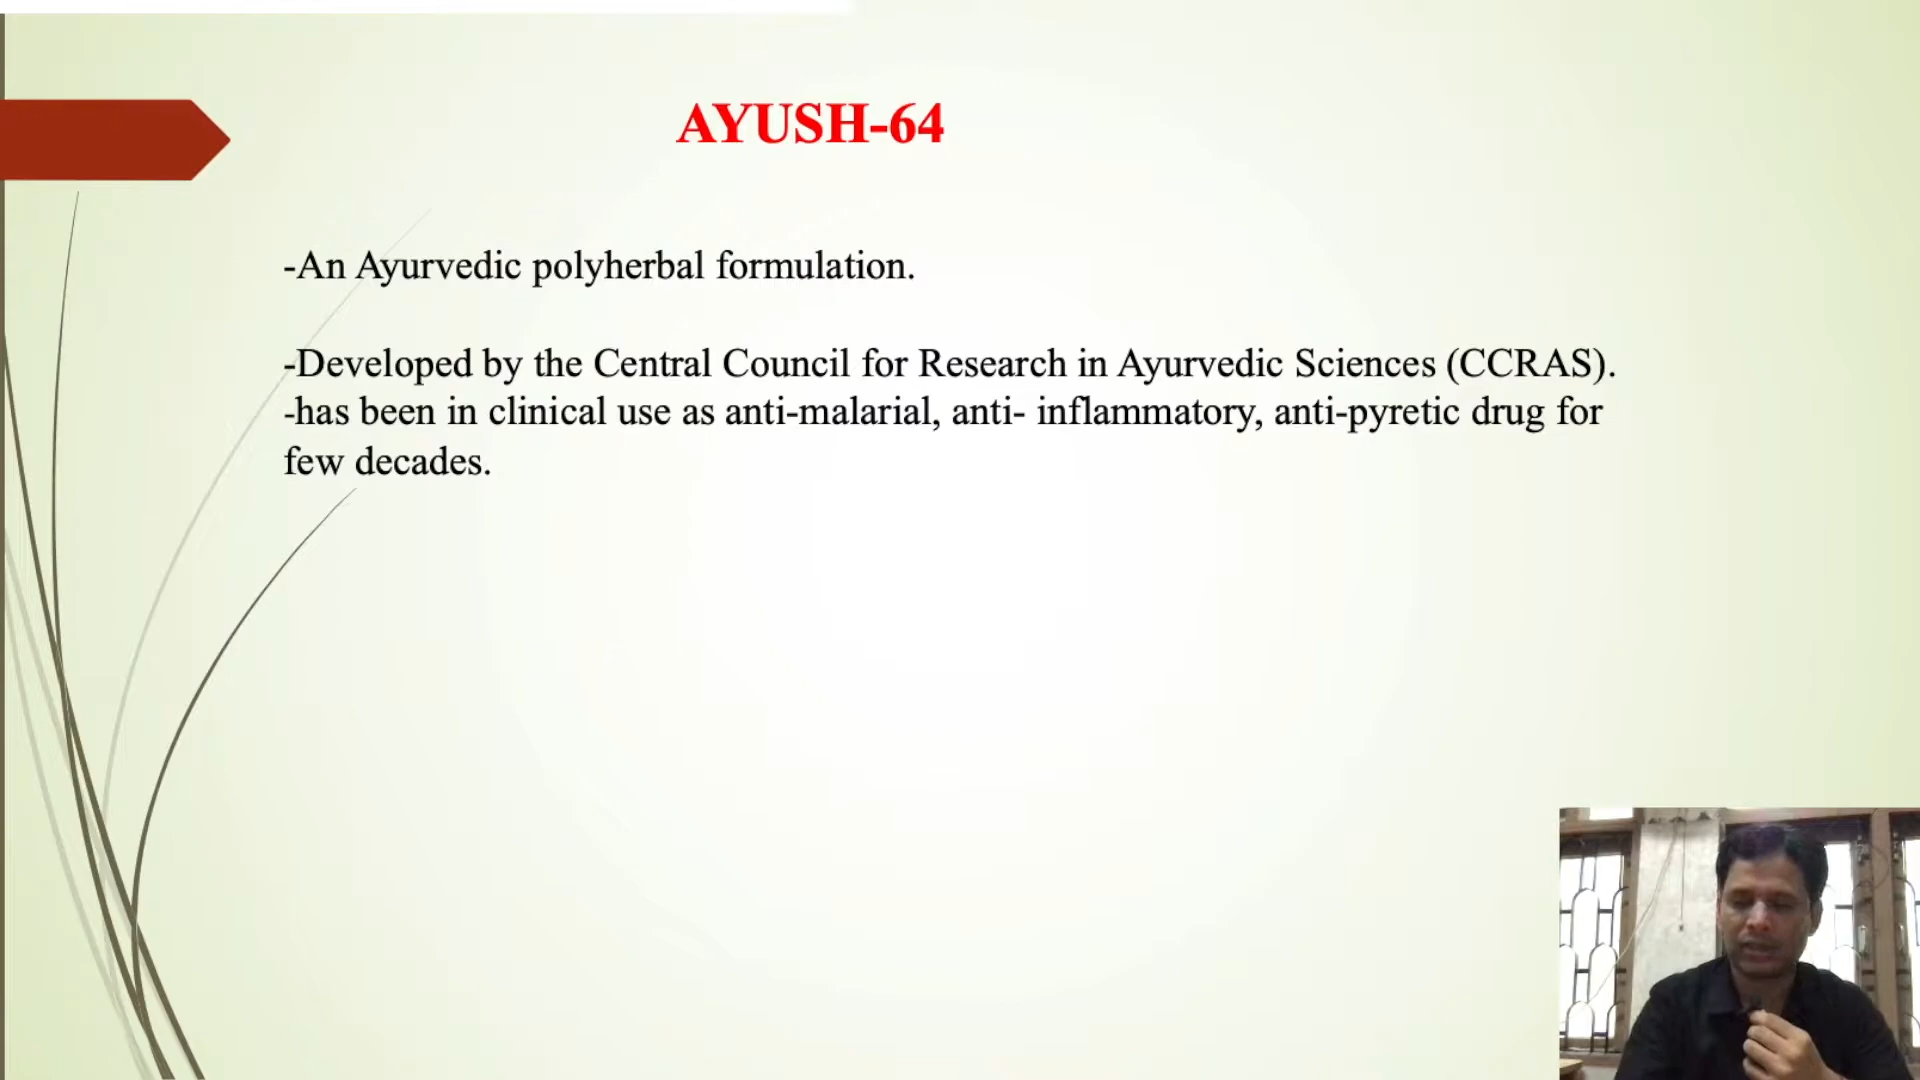 AYUSH-64
-An Ayurvedic polyherbal formulation.
-Developed by the Central Council for Research in Ayurvedic Sciences (CCRAS).
-has been in clinical use as anti-malarial, anti- inflammatory, anti-pyretic drug for
few decades.